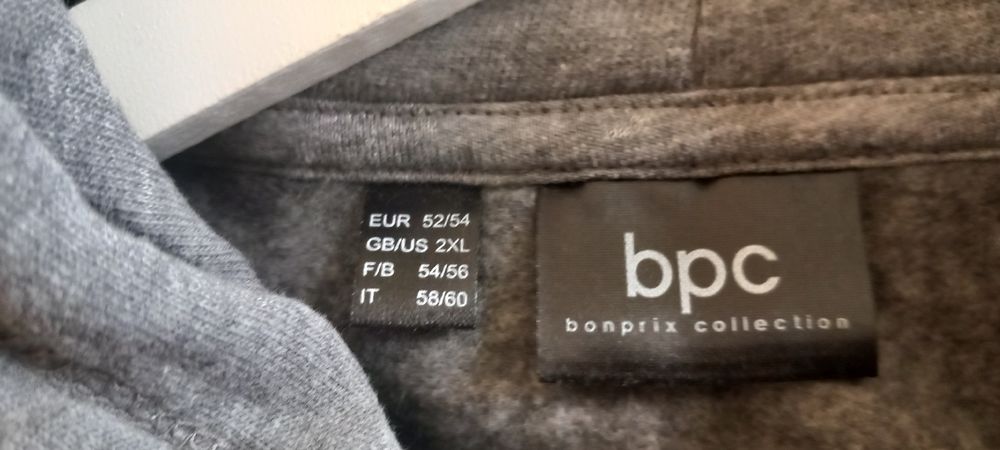 EUR 52/54
GB/US 2XL
F/B 54/56
IT 58/60
bpc
bonprix collection